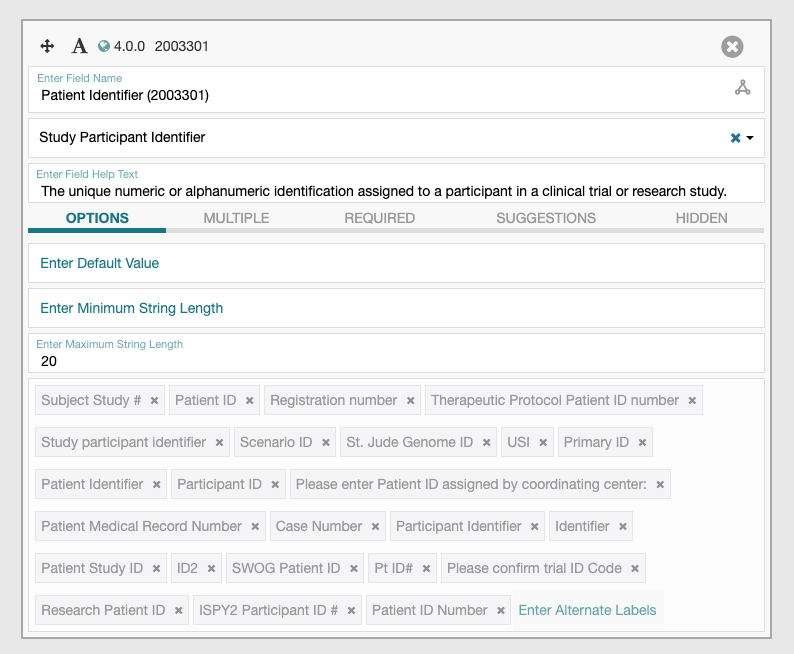 A 4.0.0 2003301
Enter Field Name
Patient Identifier (2003301)
Study Participant Identifier
Enter Field Help Text
The unique numeric or alphanumeric identification assigned to a participant in a clinical trial or research study.
OPTIONS MULTIPLE REQUIRED SUGGESTIONS HIDDEN
Enter Default Value
Enter Minimum String Length
Enter Maximum String Length
20
Subject Study # × Patient ID × Registration number × Therapeutic Protocol Patient ID number ×
Study participant identifier × Scenario ID × St. Jude Genome ID × USI × Primary ID ×
Patient Identifier × Participant ID × Please enter Patient ID assigned by coordinating center: ×
Patient Medical Record Number × Case Number × Participant Identifier × Identifier ×
Patient Study ID × ID2 × SWOG Patient ID × Pt ID# × Please confirm trial ID Code ×
Research Patient ID × ISPY2 Participant ID # × Patient ID Number × Enter Alternate Labels